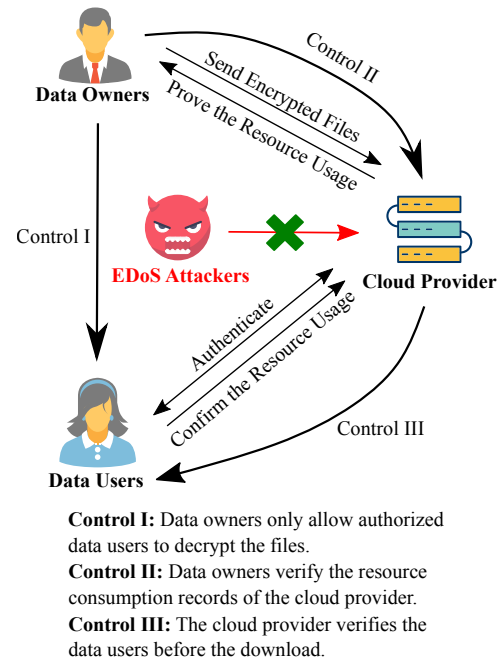 Control II
Send Encrypted Files
Prove the Resource Usage
Data Owners
Control I
EDoS Attackers
Cloud Provider
Authenticate
Confirm the Resource Usage
Control III
Data Users
Control I: Data owners only allow authorized
data users to decrypt the files.
Control II: Data owners verify the resource
consumption records of the cloud provider.
Control III: The cloud provider verifies the
data users before the download.